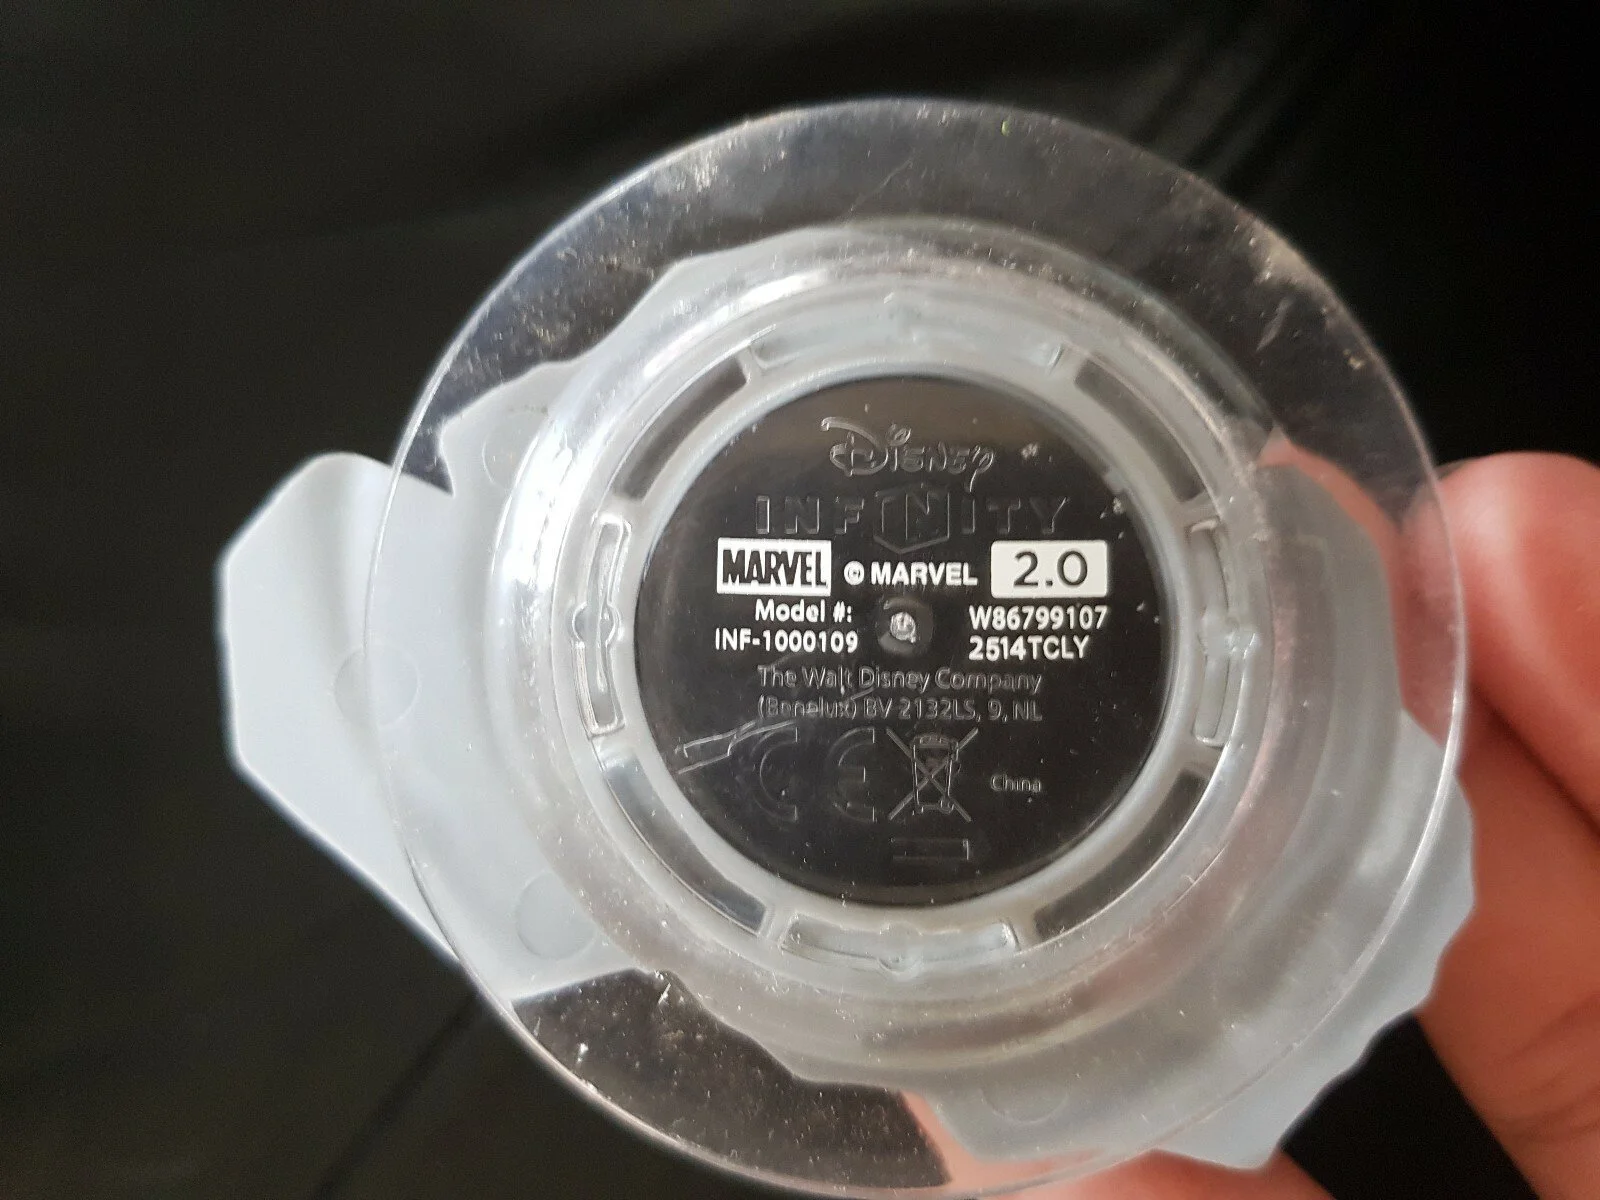 Disney
INFINITY
MARVEL © MARVEL 2.0
Model #: W86799107
INF-1000109 2514TCLY
The Walt Disney Company
(Benelux) BV 2132LS, 9, NL
CE China